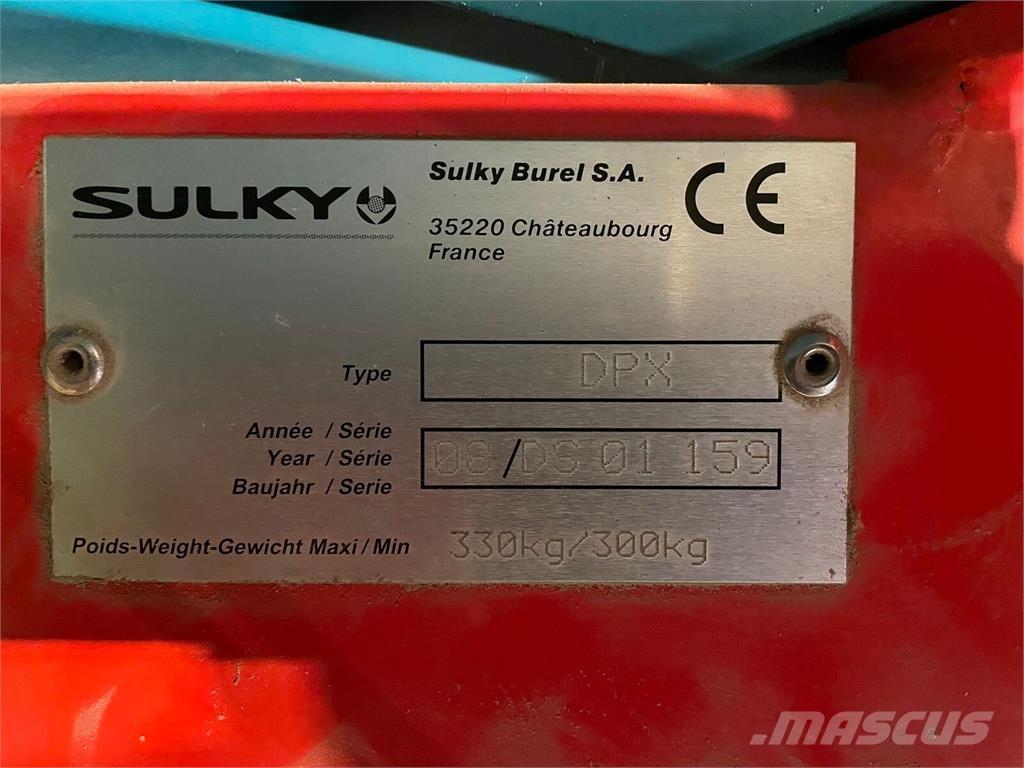 SULKY
Sulky Burel S.A.
35220 Châteaubourg
France
CE
Type DPX
Année / Série
Year / Série 08/DS 01 159
Baujahr / Serie
Poids-Weight-Gewicht Maxi / Min 330kg/300kg
MASCUS